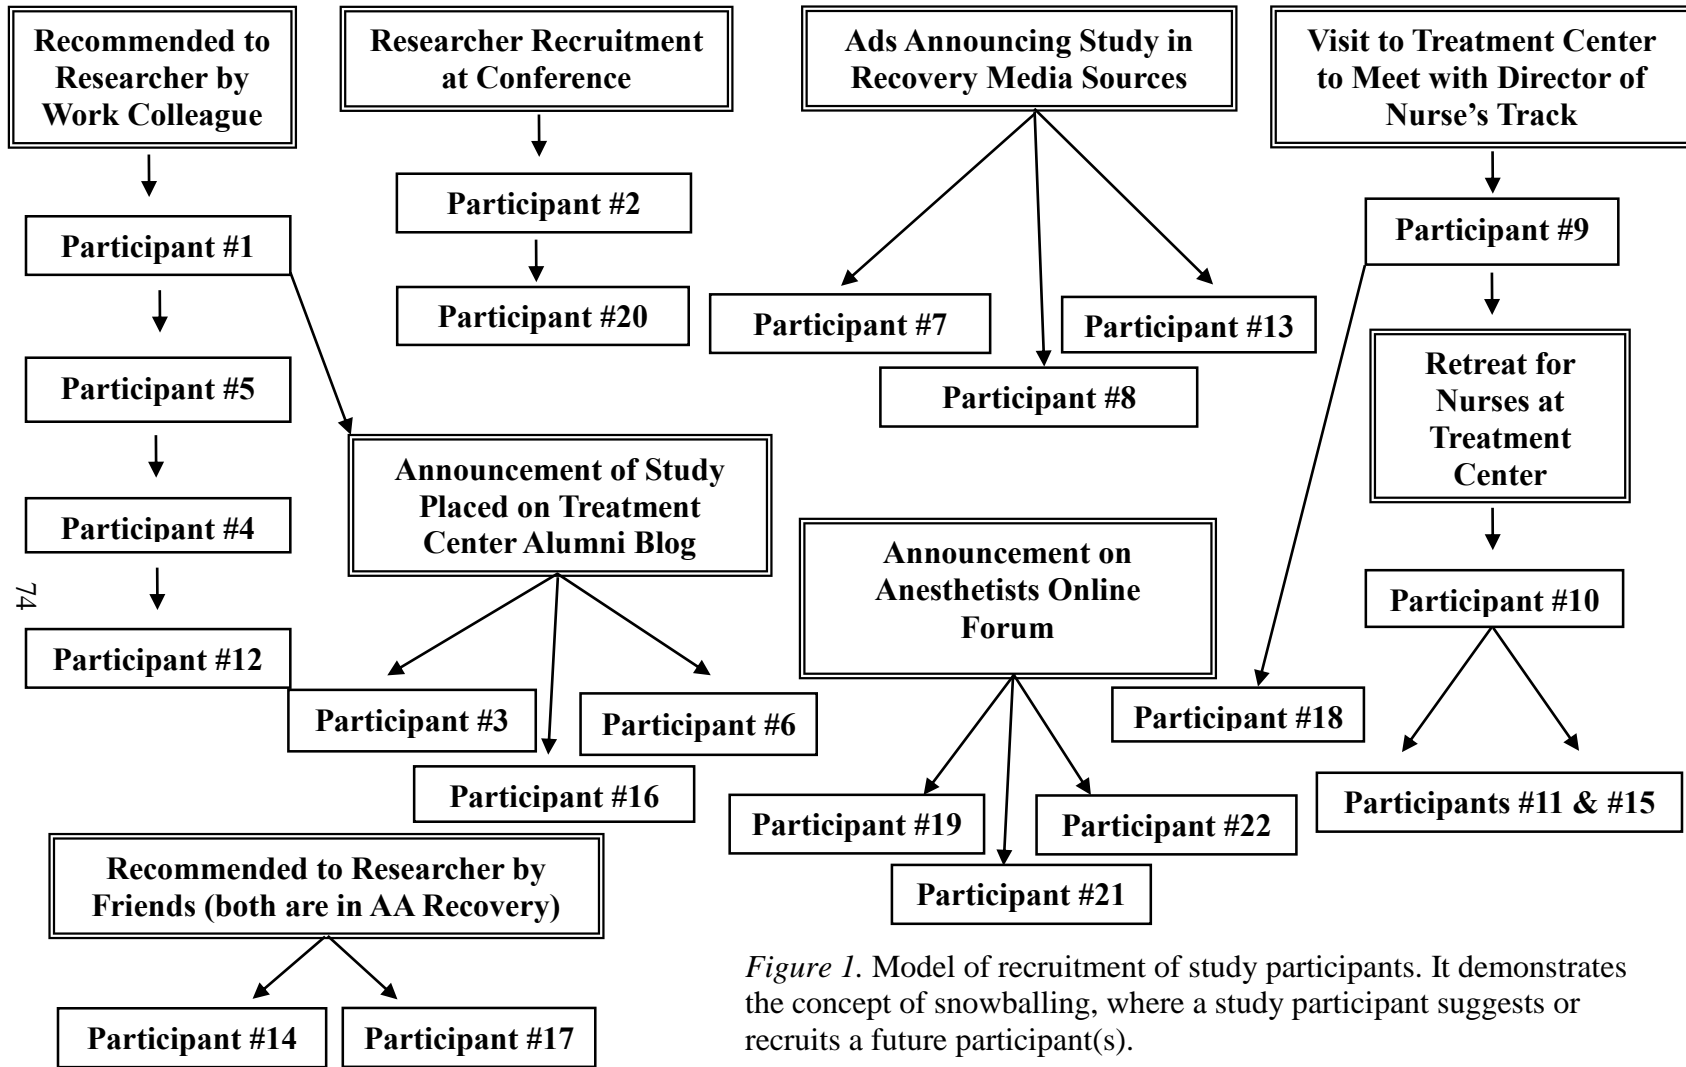 Recommended to
Researcher by
Work Colleague
Participant #1
Participant #5
Participant #4
Participant #12
Researcher Recruitment
at Conference
Participant #2
Participant #20
Announcement of Study
Placed on Treatment
Center Alumni Blog
Participant #3
Participant #16
Participant #6
Ads Announcing Study in
Recovery Media Sources
Participant #7
Participant #8
Participant #13
Visit to Treatment Center
to Meet with Director of
Nurse’s Track
Participant #9
Retreat for
Nurses at
Treatment
Center
Participant #10
Participants #11 & #15
Participant #18
Announcement on
Anesthetists Online
Forum
Participant #19
Participant #21
Participant #22
Recommended to Researcher by
Friends (both are in AA Recovery)
Participant #14
Participant #17
Figure 1. Model of recruitment of study participants. It demonstrates
the concept of snowballing, where a study participant suggests or
recruits a future participant(s).
74